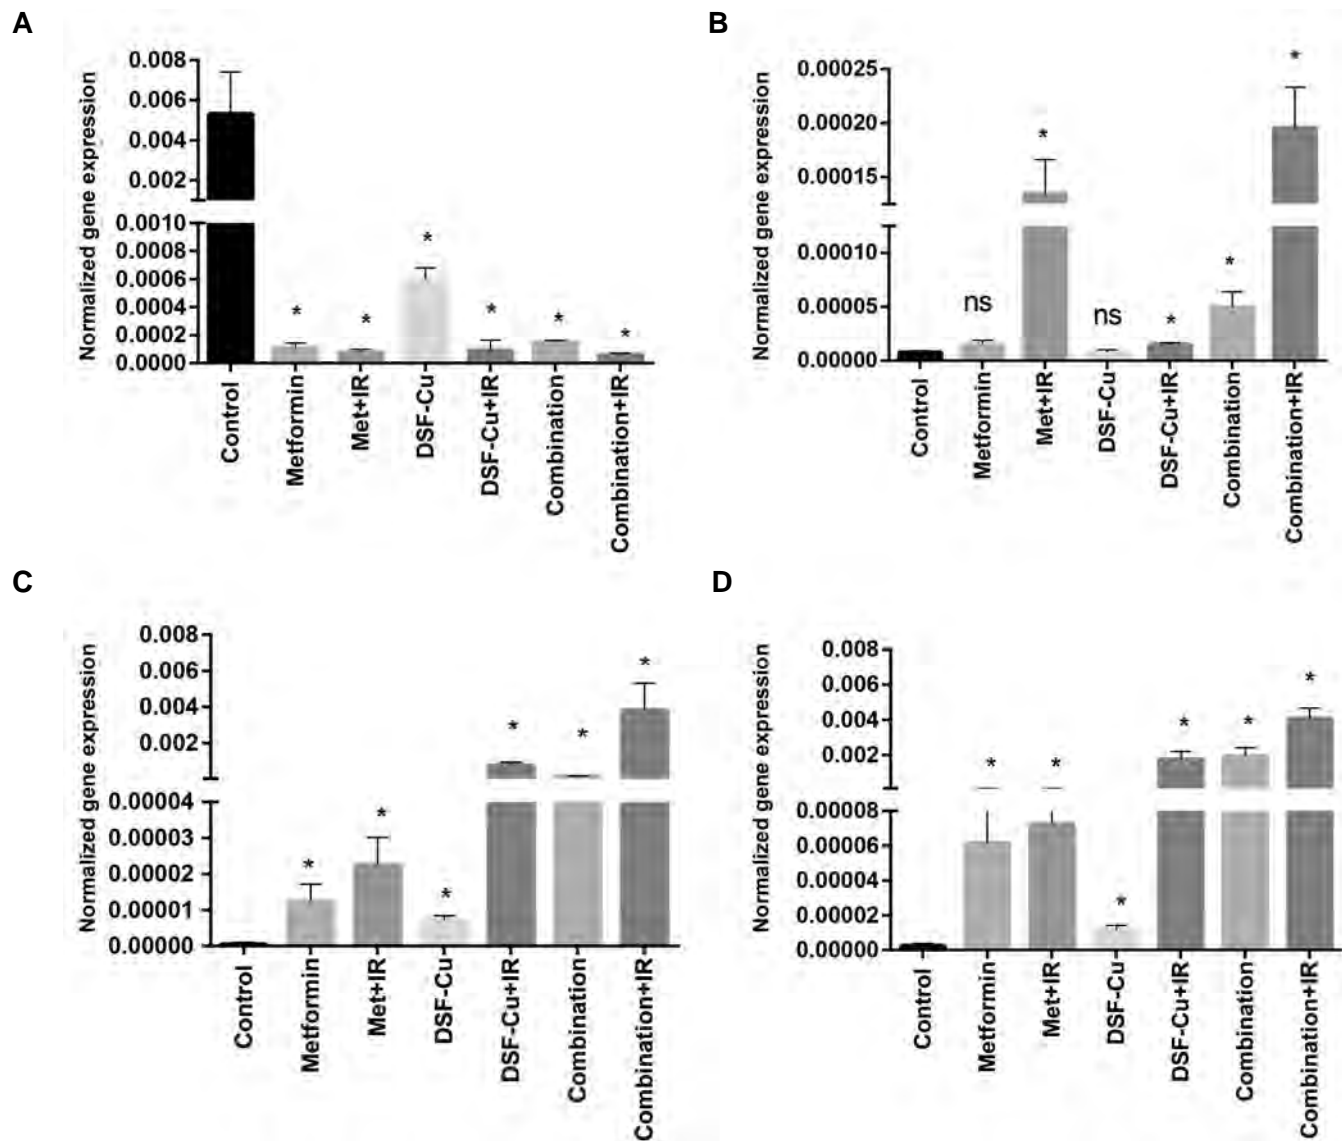 A
Normalized gene expression
0.008
0.006
0.004
0.002
0.0010
0.0008
0.0006
0.0004
0.0002
0.0000
*
*
*
*
*
*
Control
Metformin
Met+IR
DSF-Cu
DSF-Cu+IR
Combination
Combination+IR
B
Normalized gene expression
0.00025
0.00020
0.00015
0.00010
0.00005
0.00000
ns
*
ns
*
*
*
Control
Metformin
Met+IR
DSF-Cu
DSF-Cu+IR
Combination
Combination+IR
C
Normalized gene expression
0.008
0.006
0.004
0.002
0.00004
0.00003
0.00002
0.00001
0.00000
*
*
*
*
*
*
Control
Metformin
Met+IR
DSF-Cu
DSF-Cu+IR
Combination
Combination+IR
D
Normalized gene expression
0.008
0.006
0.004
0.002
0.00008
0.00006
0.00004
0.00002
0.00000
*
*
*
*
*
*
Control
Metformin
Met+IR
DSF-Cu
DSF-Cu+IR
Combination
Combination+IR